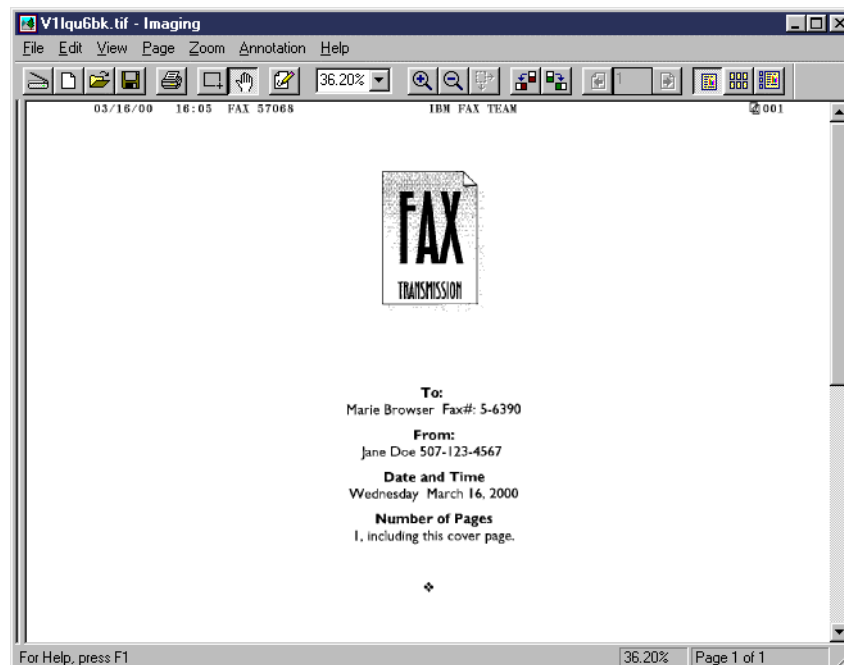 V1lqu6bk.tif - Imaging
File Edit View Page Zoom Annotation Help
36.20% 1
03/16/00 16:05 FAX 57068 IBM FAX TEAM 001
FAX
TRANSMISSION
To:
Marie Browser Fax#: 5-6390
From:
Jane Doe 507-123-4567
Date and Time
Wednesday March 16, 2000
Number of Pages
1, including this cover page.
For Help, press F1 36.20% Page 1 of 1